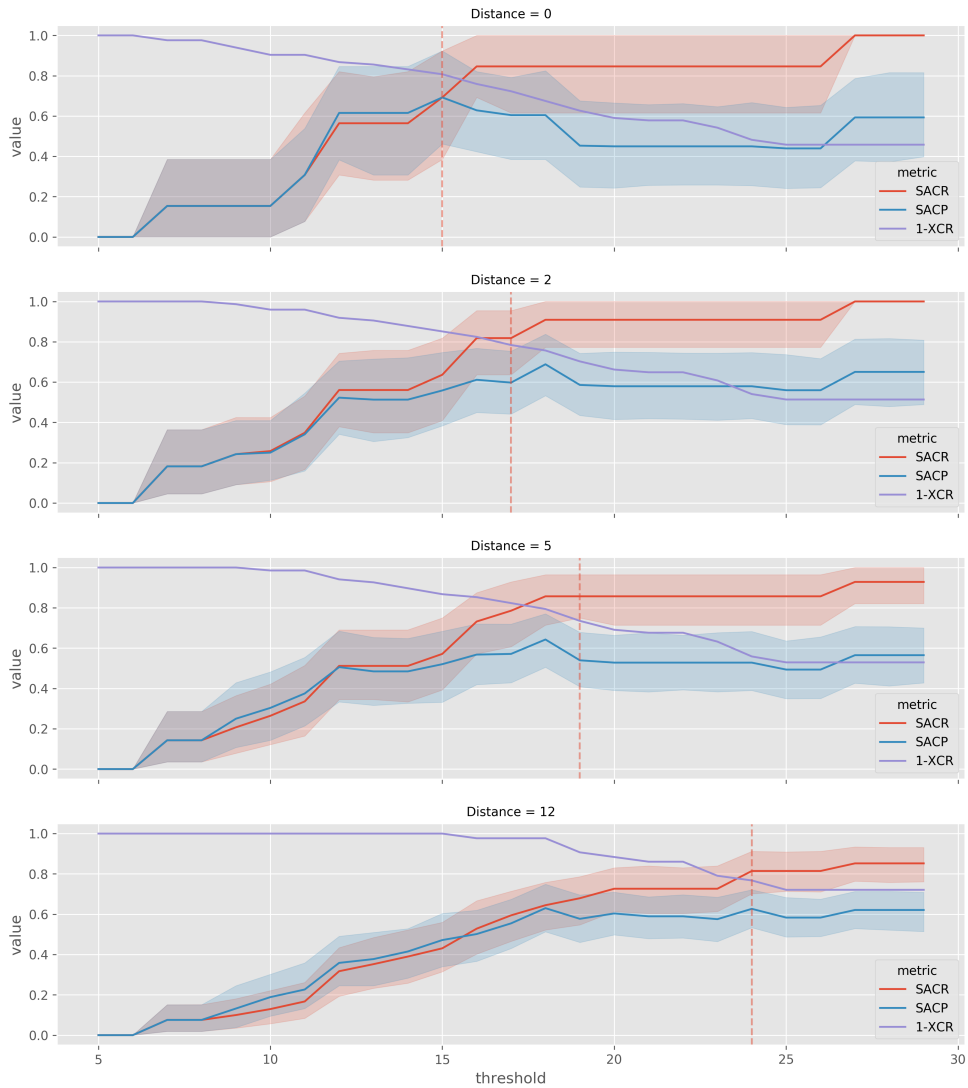 Distance = 0
1.0
0.8
0.6
0.4
0.2
0.0
value
metric
SACR
SACP
1-XCR
Distance = 2
1.0
0.8
0.6
0.4
0.2
0.0
value
metric
SACR
SACP
1-XCR
Distance = 5
1.0
0.8
0.6
0.4
0.2
0.0
value
metric
SACR
SACP
1-XCR
Distance = 12
1.0
0.8
0.6
0.4
0.2
0.0
value
metric
SACR
SACP
1-XCR
5 10 15 20 25 30
threshold